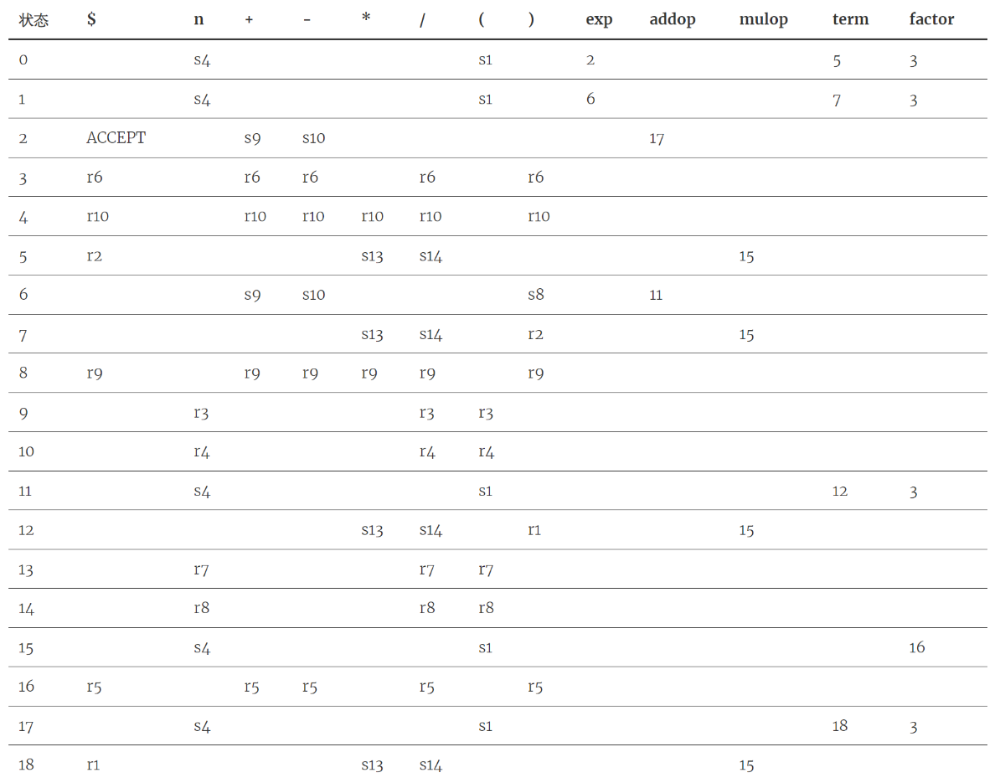 状态 $ n + - * / ( ) exp addop mulop term factor
0 s4 s1 2 5 3
1 s4 s1 6 7 3
2 ACCEPT s9 s10 17
3 r6 r6 r6 r6 r6
4 r10 r10 r10 r10 r10 r10
5 r2 s13 s14 15
6 s9 s10 s8 11
7 s13 s14 r2 15
8 r9 r9 r9 r9 r9 r9
9 r3 r3 r3
10 r4 r4 r4
11 s4 s1 12 3
12 s13 s14 r1 15
13 r7 r7 r7
14 r8 r8 r8
15 s4 s1 16
16 r5 r5 r5 r5 r5
17 s4 s1 18 3
18 r1 s13 s14 15